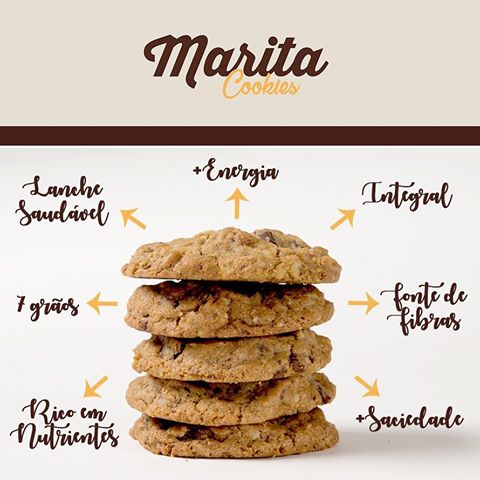 Marita
Cookies
+Energia
Lanche
Saudável
Integral
7 grãos
fonte de
fibras
Rico em
Nutrientes
+Saciedade